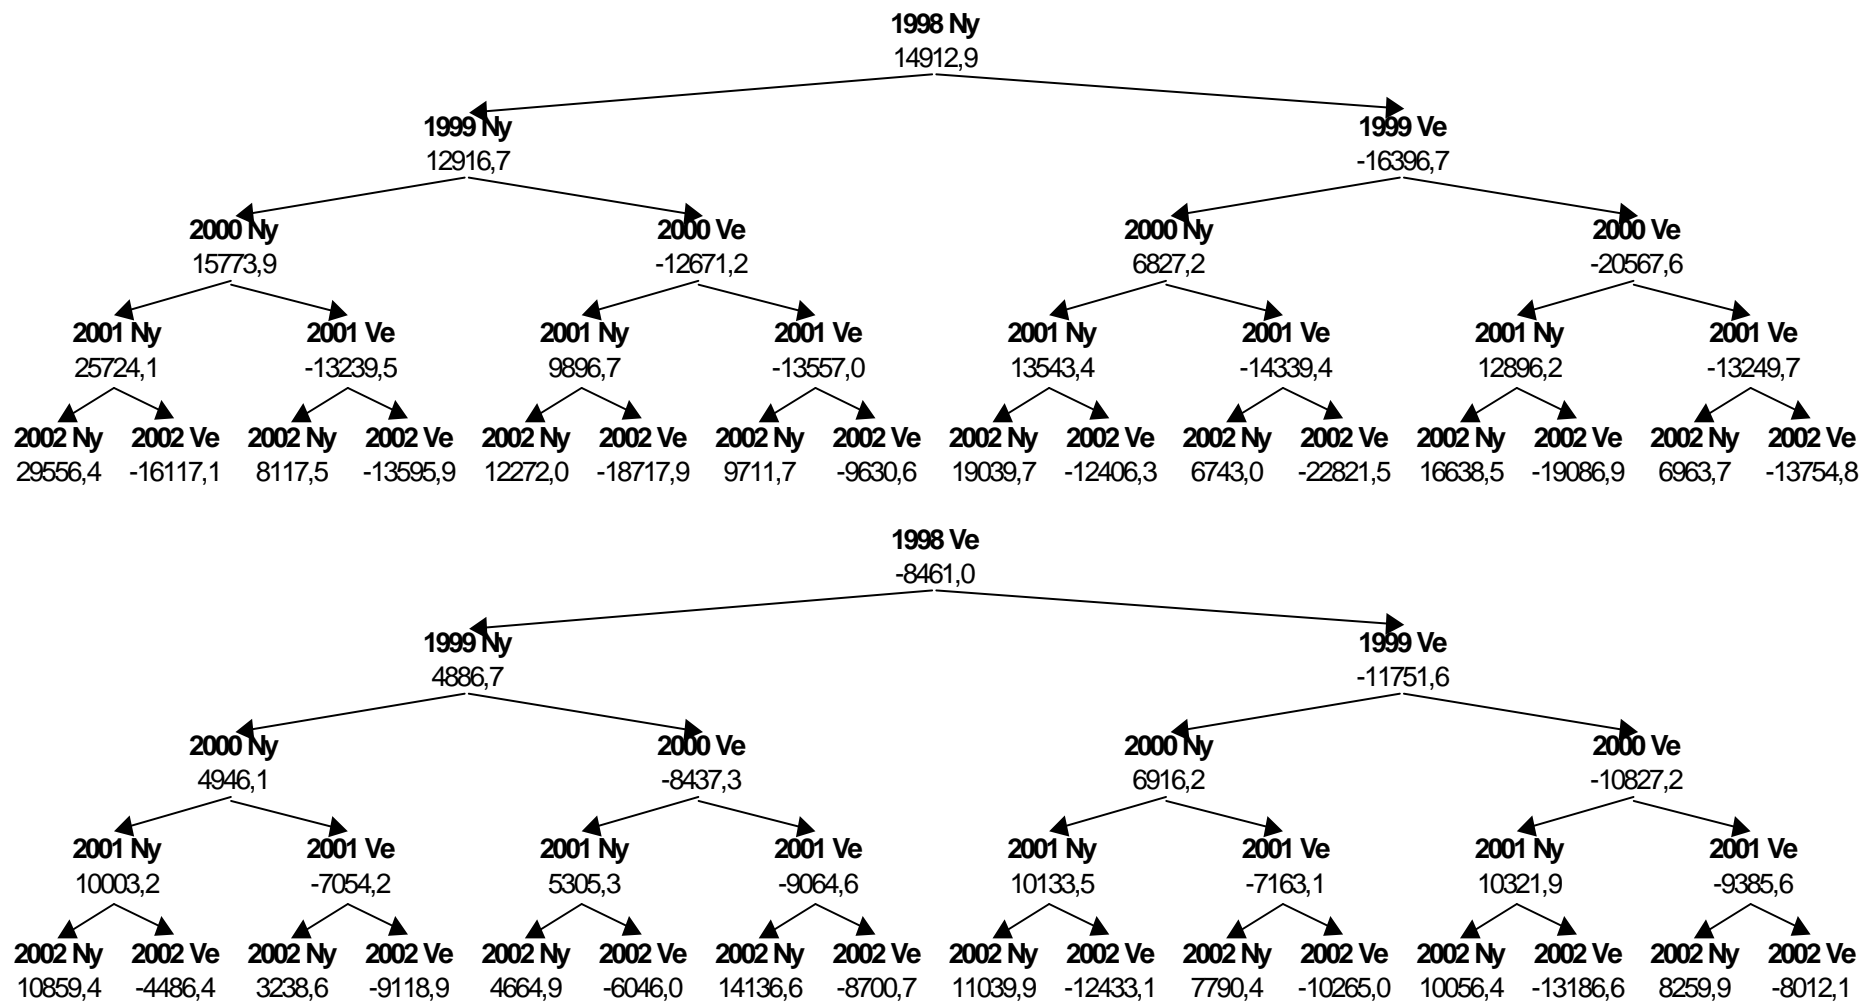 1998 Ny
14912,9
1999 Ny 1999 Ve
12916,7 -16396,7
2000 Ny 2000 Ve 2000 Ny 2000 Ve
15773,9 -12671,2 6827,2 -20567,6
2001 Ny 2001 Ve 2001 Ny 2001 Ve 2001 Ny 2001 Ve 2001 Ny 2001 Ve
25724,1 -13239,5 9896,7 -13557,0 13543,4 -14339,4 12896,2 -13249,7
2002 Ny 2002 Ve 2002 Ny 2002 Ve 2002 Ny 2002 Ve 2002 Ny 2002 Ve 2002 Ny 2002 Ve 2002 Ny 2002 Ve 2002 Ny 2002 Ve 2002 Ny 2002 Ve
29556,4 -16117,1 8117,5 -13595,9 12272,0 -18717,9 9711,7 -9630,6 19039,7 -12406,3 6743,0 -22821,5 16638,5 -19086,9 6963,7 -13754,8
1998 Ve
-8461,0
1999 Ny 1999 Ve
4886,7 -11751,6
2000 Ny 2000 Ve 2000 Ny 2000 Ve
4946,1 -8437,3 6916,2 -10827,2
2001 Ny 2001 Ve 2001 Ny 2001 Ve 2001 Ny 2001 Ve 2001 Ny 2001 Ve
10003,2 -7054,2 5305,3 -9064,6 10133,5 -7163,1 10321,9 -9385,6
2002 Ny 2002 Ve 2002 Ny 2002 Ve 2002 Ny 2002 Ve 2002 Ny 2002 Ve 2002 Ny 2002 Ve 2002 Ny 2002 Ve 2002 Ny 2002 Ve 2002 Ny 2002 Ve
10859,4 -4486,4 3238,6 -9118,9 4664,9 -6046,0 14136,6 -8700,7 11039,9 -12433,1 7790,4 -10265,0 10056,4 -13186,6 8259,9 -8012,1